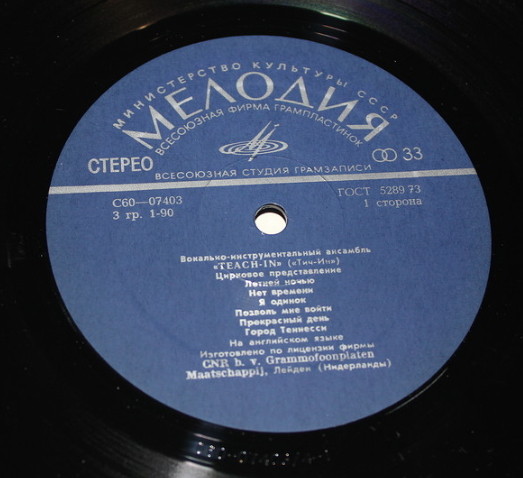 МИНИСТЕРСТВО КУЛЬТУРЫ СССР
МЕЛОДИЯ
ВСЕСОЮЗНАЯ ФИРМА ГРАМПЛАСТИНОК
СТЕРЕО
33
ВСЕСОЮЗНАЯ СТУДИЯ ГРАМЗАПИСИ
С60—07403
ГОСТ 5289 73
3 гр. 1-90
1 сторона
Вокально-инструментальный ансамбль
«TEACH-IN» («Тич-Ин»)
Цирковое представление
Летней ночью
Нет времени
Я одинок
Позволь мне войти
Прекрасный день
Город Теннесси
На английском языке
Изготовлено по лицензии фирмы
CNR b. v. Grammofoonplaten
Maatschappij, Лейден (Нидерланды)